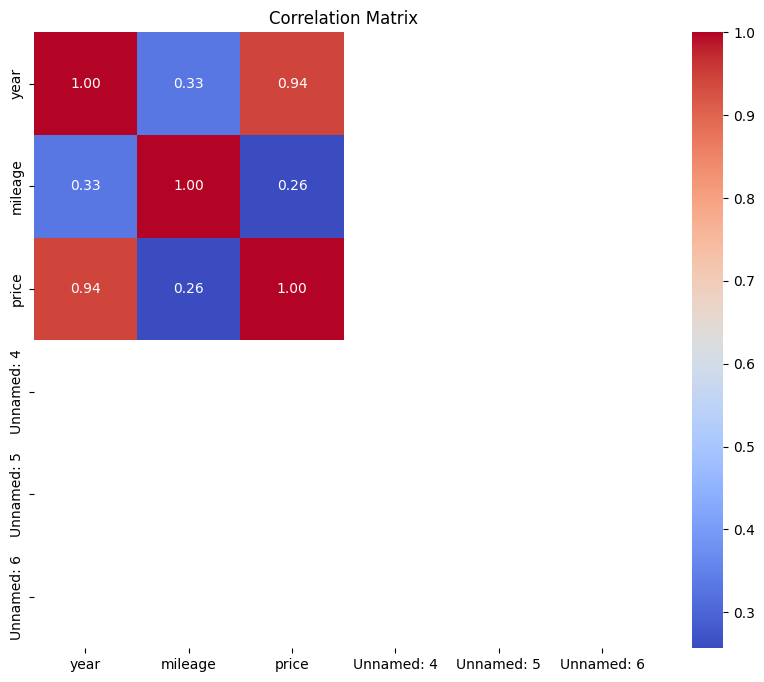 Correlation Matrix
year 1.00 0.33 0.94
mileage 0.33 1.00 0.26
price 0.94 0.26 1.00
Unnamed: 4
Unnamed: 5
Unnamed: 6
year mileage price Unnamed: 4 Unnamed: 5 Unnamed: 6
1.0
0.9
0.8
0.7
0.6
0.5
0.4
0.3